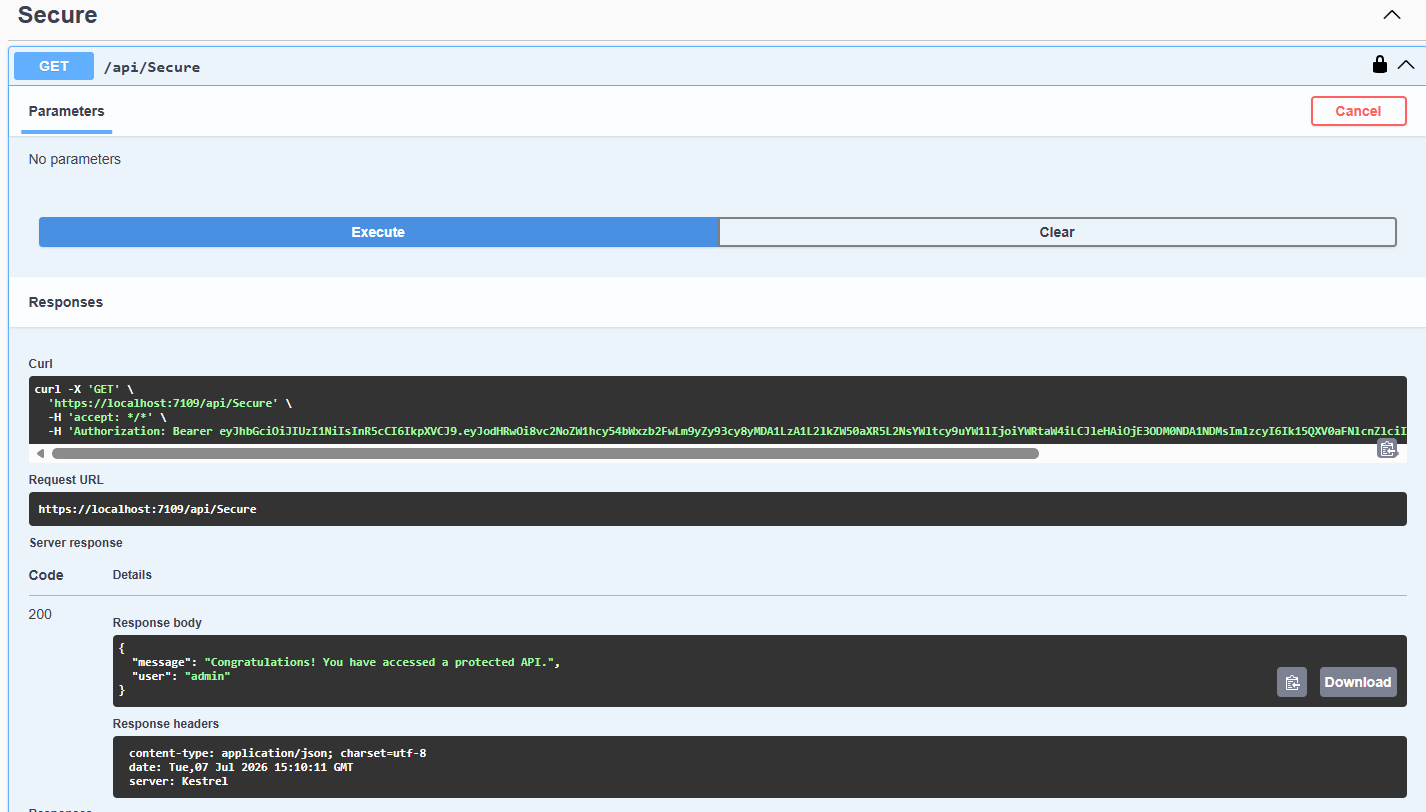 Secure
GET /api/Secure
Parameters
Cancel
No parameters
Execute
Clear
Responses
Curl
curl -X 'GET' \
'https://localhost:7109/api/Secure' \
-H 'accept: */*' \
-H 'Authorization: Bearer
Request URL
https://localhost:7109/api/Secure
Server response
Code Details
200
Response body
{
"message": "Congratulations! You have accessed a protected API.",
"user": "admin"
}
Download
Response headers
content-type: application/json; charset=utf-8
date: Tue,07 Jul 2026 15:10:11 GMT
server: Kestrel